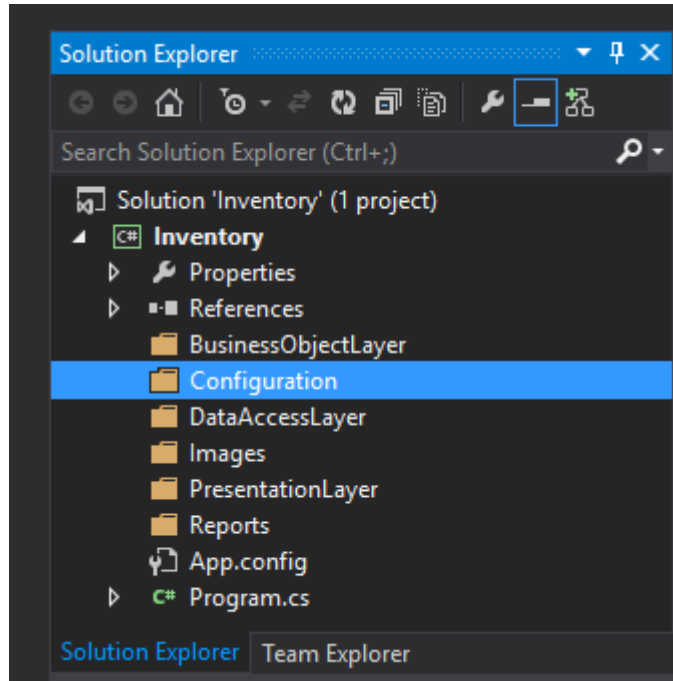 Solution Explorer
Search Solution Explorer (Ctrl+;)
Solution 'Inventory' (1 project)
C# Inventory
Properties
References
BusinessObjectLayer
Configuration
DataAccessLayer
Images
PresentationLayer
Reports
App.config
C# Program.cs
Solution Explorer Team Explorer